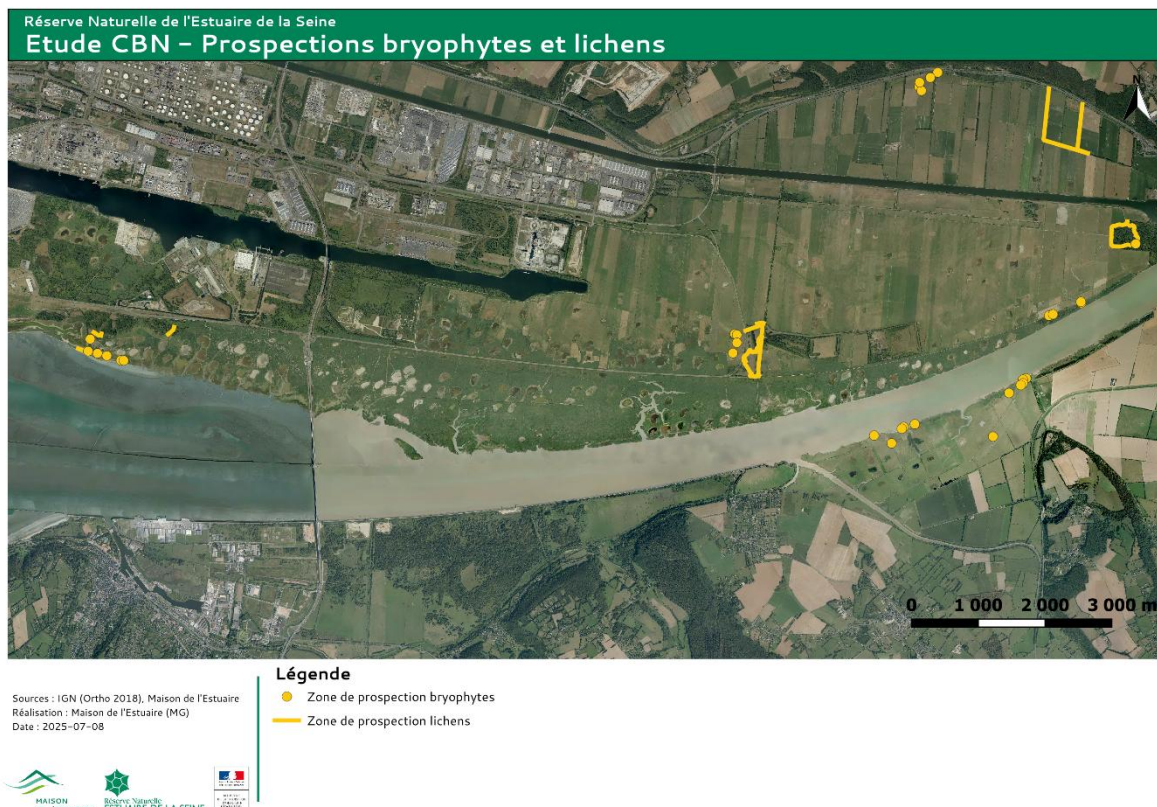 Réserve Naturelle de l'Estuaire de la Seine
Etude CBN - Prospections bryophytes et lichens
N
0 1 000 2 000 3 000 m
Légende
Zone de prospection bryophytes
Zone de prospection lichens
Sources : IGN (Ortho 2018), Maison de l'Estuaire
Réalisation : Maison de l'Estuaire (MG)
Date : 2025-07-08
MAISON
Réserve Naturelle
ESTUAIRE DE LA SEINE